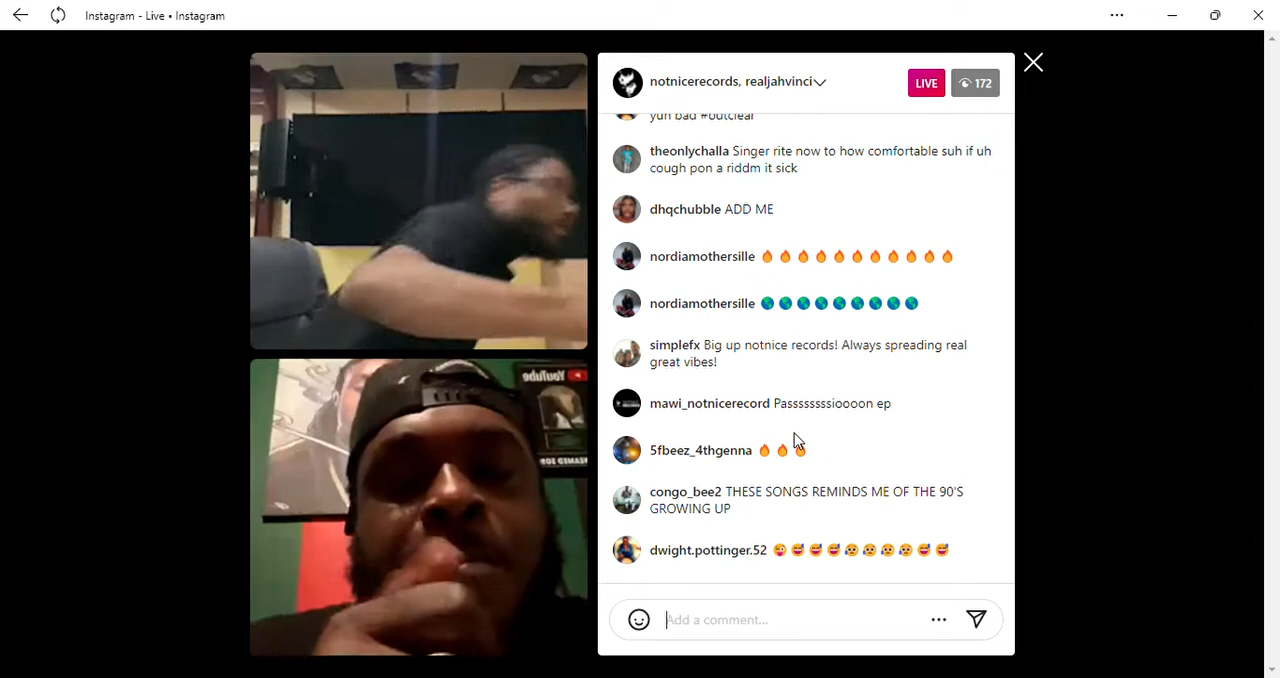 Instagram - Live • Instagram
notnicerecords, realjahvinci
LIVE
172
yuh bad #outclear
theonlychalla Singer rite now to how comfortable suh if uh
cough pon a riddm it sick
dhqchubble ADD ME
nordiamothersille 🔥🔥🔥🔥🔥🔥🔥🔥🔥🔥🔥
nordiamothersille 🌎🌎🌎🌎🌎🌎🌎🌎🌎
simplefx Big up notnice records! Always spreading real
great vibes!
mawi_notnicerecord Passssssssioooon ep
5fbeez_4thgenna 🔥🔥🔥
congo_bee2 THESE SONGS REMINDS ME OF THE 90'S
GROWING UP
dwight.pottinger.52 😜😅😅😅😥😥😥😥😅😅
Add a comment...
YouTube